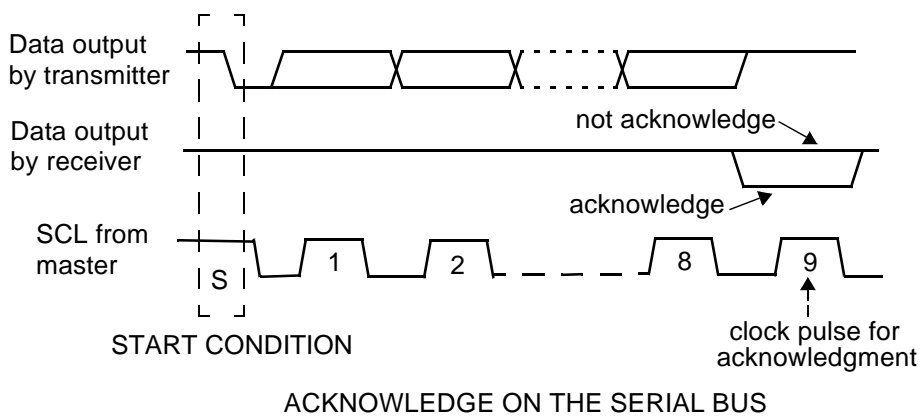 Data output
by transmitter
Data output
by receiver
not acknowledge
acknowledge
SCL from
master
S
1
2
8
9
START CONDITION
clock pulse for
acknowledgment
ACKNOWLEDGE ON THE SERIAL BUS